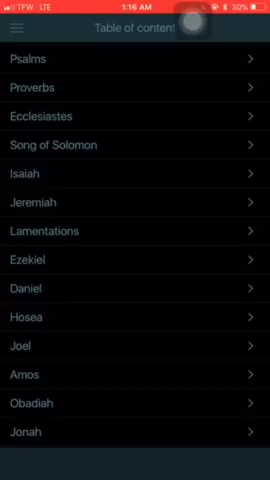 TFW LTE 1:16 AM 30%
Table of content
Psalms
Proverbs
Ecclesiastes
Song of Solomon
Isaiah
Jeremiah
Lamentations
Ezekiel
Daniel
Hosea
Joel
Amos
Obadiah
Jonah